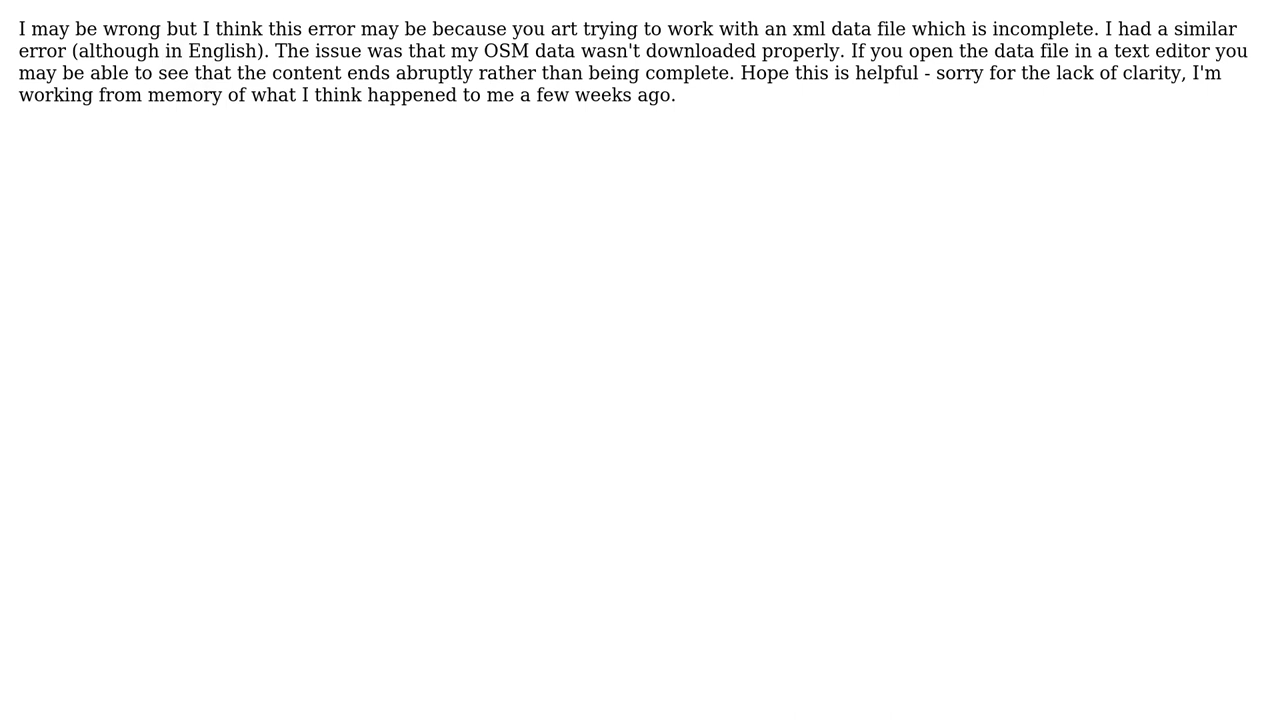 I may be wrong but I think this error may be because you art trying to work with an xml data file which is incomplete. I had a similar
error (although in English). The issue was that my OSM data wasn't downloaded properly. If you open the data file in a text editor you
may be able to see that the content ends abruptly rather than being complete. Hope this is helpful - sorry for the lack of clarity, I'm
working from memory of what I think happened to me a few weeks ago.